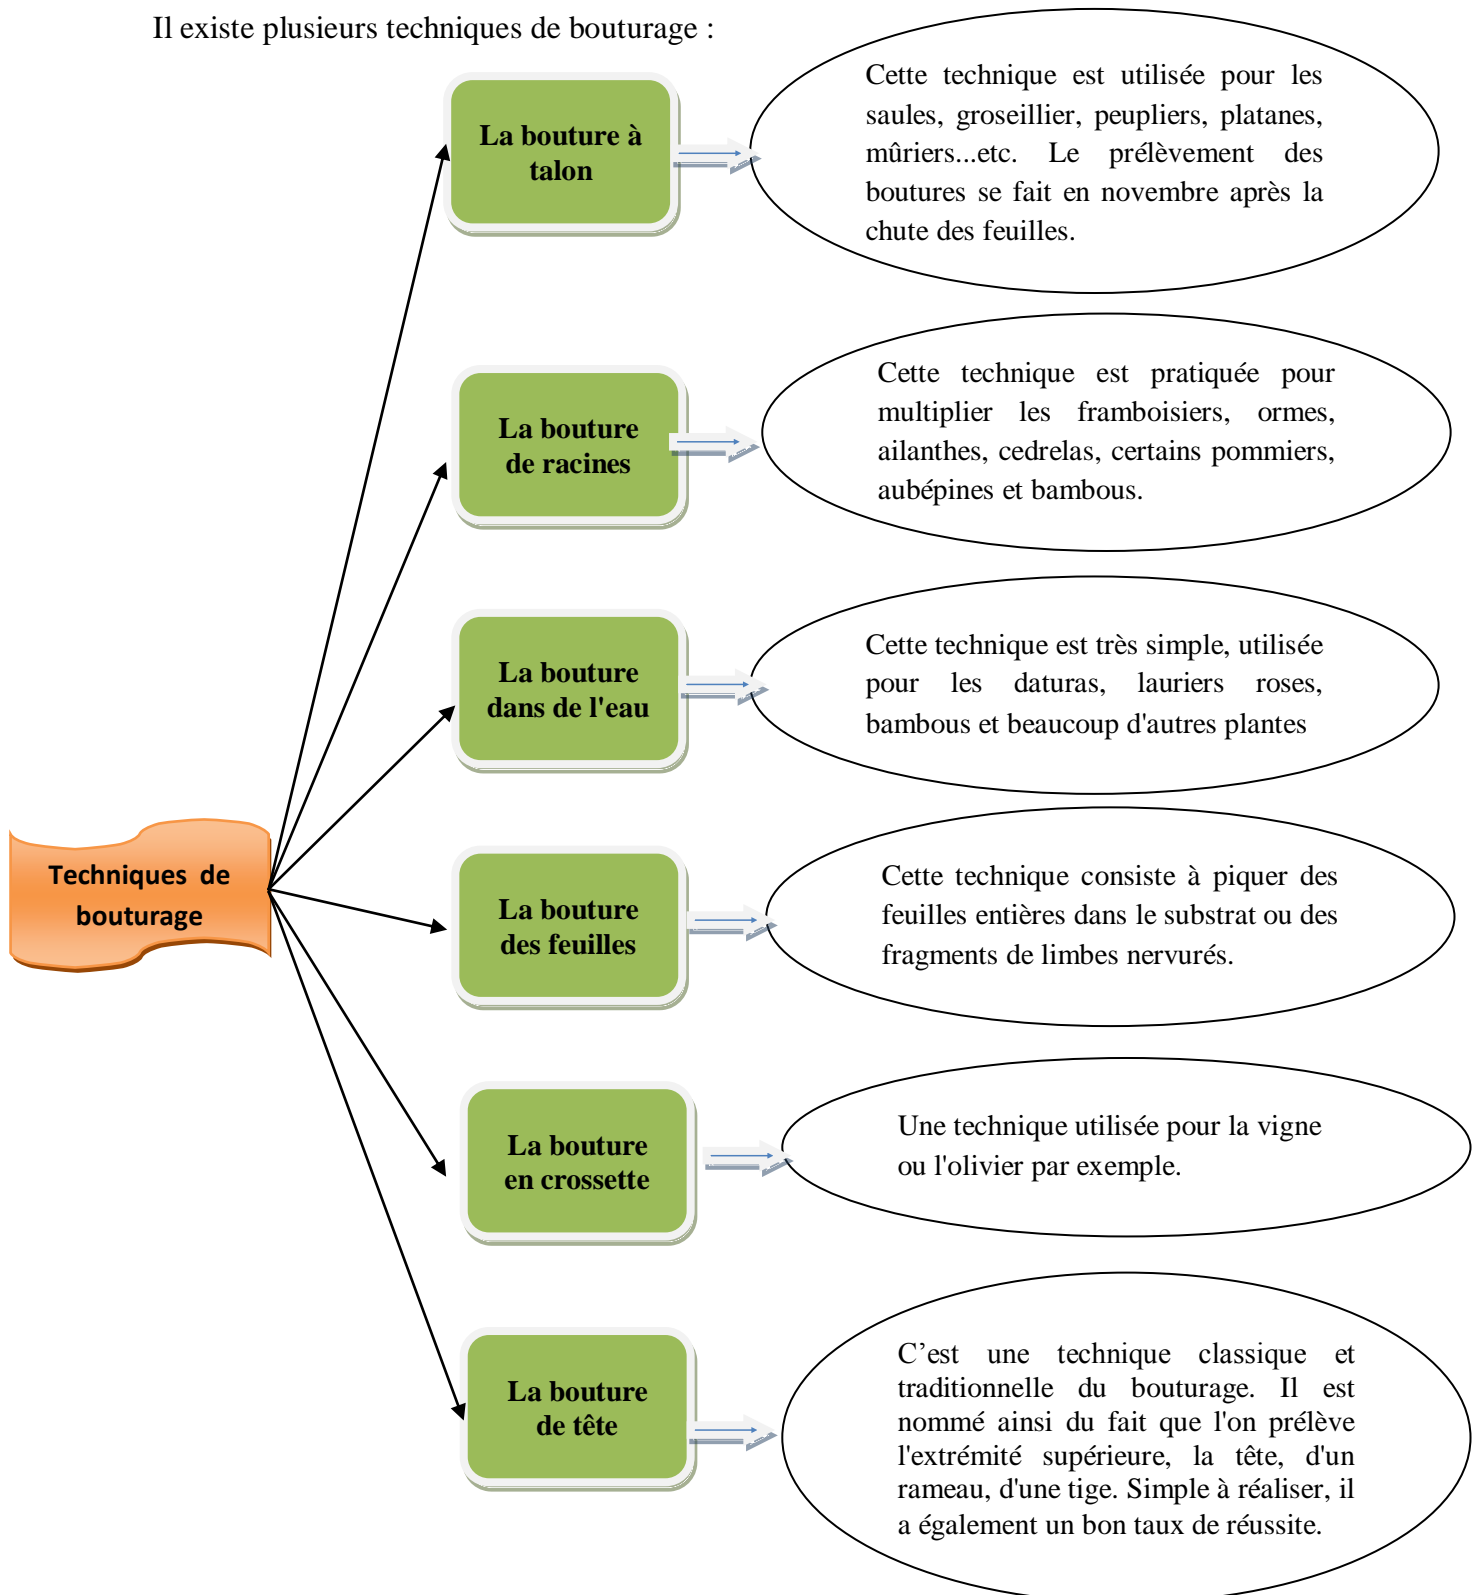 Il existe plusieurs techniques de bouturage :
La bouture à
talon
Cette technique est utilisée pour les
saules, groseillier, peupliers, platanes,
mûriers...etc. Le prélèvement des
boutures se fait en novembre après la
chute des feuilles.
La bouture
de racines
Cette technique est pratiquée pour
multiplier les framboisiers, ormes,
ailanthes, cedrelas, certains pommiers,
aubépines et bambous.
La bouture
dans de l'eau
Cette technique est très simple, utilisée
pour les daturas, lauriers roses,
bambous et beaucoup d'autres plantes
Techniques de
bouturage
La bouture
des feuilles
Cette technique consiste à piquer des
feuilles entières dans le substrat ou des
fragments de limbes nervurés.
La bouture
en crossette
Une technique utilisée pour la vigne
ou l'olivier par exemple.
La bouture
de tête
C’est une technique classique et
traditionnelle du bouturage. Il est
nommé ainsi du fait que l'on prélève
l'extrémité supérieure, la tête, d'un
rameau, d'une tige. Simple à réaliser, il
a également un bon taux de réussite.